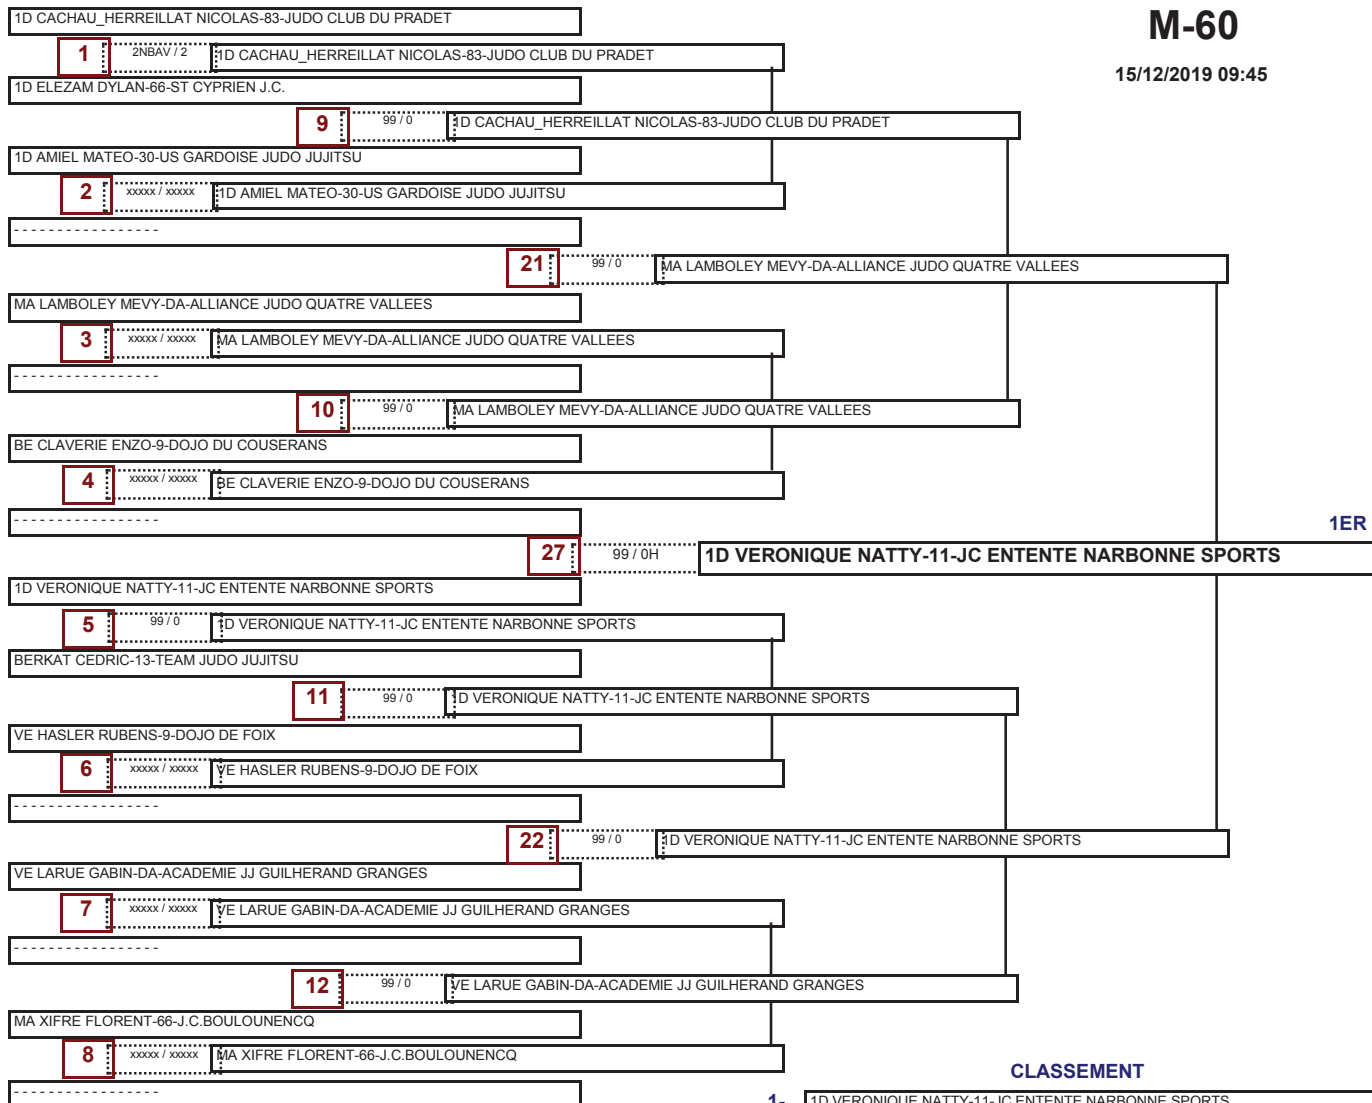 1D CACHAU_HERREILLAT NICOLAS-83-JUDO CLUB DU PRADET
M-60
1 2NBAV / 2 1D CACHAU_HERREILLAT NICOLAS-83-JUDO CLUB DU PRADET
15/12/2019 09:45
1D ELEZAM DYLAN-66-ST CYPRIEN J.C.
9 99 / 0 1D CACHAU_HERREILLAT NICOLAS-83-JUDO CLUB DU PRADET
1D AMIEL MATEO-30-US GARDOISE JUDO JUJITSU
2 xxxxx / xxxxx 1D AMIEL MATEO-30-US GARDOISE JUDO JUJITSU
- - - - - - - - - - - - - - - - -
21 99 / 0 MA LAMBOLEY MEVY-DA-ALLIANCE JUDO QUATRE VALLEES
MA LAMBOLEY MEVY-DA-ALLIANCE JUDO QUATRE VALLEES
3 xxxxx / xxxxx MA LAMBOLEY MEVY-DA-ALLIANCE JUDO QUATRE VALLEES
- - - - - - - - - - - - - - - - -
10 99 / 0 MA LAMBOLEY MEVY-DA-ALLIANCE JUDO QUATRE VALLEES
BE CLAVERIE ENZO-9-DOJO DU COUSERANS
4 xxxxx / xxxxx BE CLAVERIE ENZO-9-DOJO DU COUSERANS
- - - - - - - - - - - - - - - - -
1ER
27 99 / 0H 1D VERONIQUE NATTY-11-JC ENTENTE NARBONNE SPORTS
1D VERONIQUE NATTY-11-JC ENTENTE NARBONNE SPORTS
5 99 / 0 1D VERONIQUE NATTY-11-JC ENTENTE NARBONNE SPORTS
BERKAT CEDRIC-13-TEAM JUDO JUJITSU
11 99 / 0 1D VERONIQUE NATTY-11-JC ENTENTE NARBONNE SPORTS
VE HASLER RUBENS-9-DOJO DE FOIX
6 xxxxx / xxxxx VE HASLER RUBENS-9-DOJO DE FOIX
- - - - - - - - - - - - - - - - -
22 99 / 0 1D VERONIQUE NATTY-11-JC ENTENTE NARBONNE SPORTS
VE LARUE GABIN-DA-ACADEMIE JJ GUILHERAND GRANGES
7 xxxxx / xxxxx VE LARUE GABIN-DA-ACADEMIE JJ GUILHERAND GRANGES
- - - - - - - - - - - - - - - - -
12 99 / 0 VE LARUE GABIN-DA-ACADEMIE JJ GUILHERAND GRANGES
MA XIFRE FLORENT-66-J.C.BOULOUNENCQ
8 xxxxx / xxxxx MA XIFRE FLORENT-66-J.C.BOULOUNENCQ
CLASSEMENT
- - - - - - - - - - - - - - - - -
1- 1D VERONIQUE NATTY-11-JC ENTENTE NARBONNE SPORTS